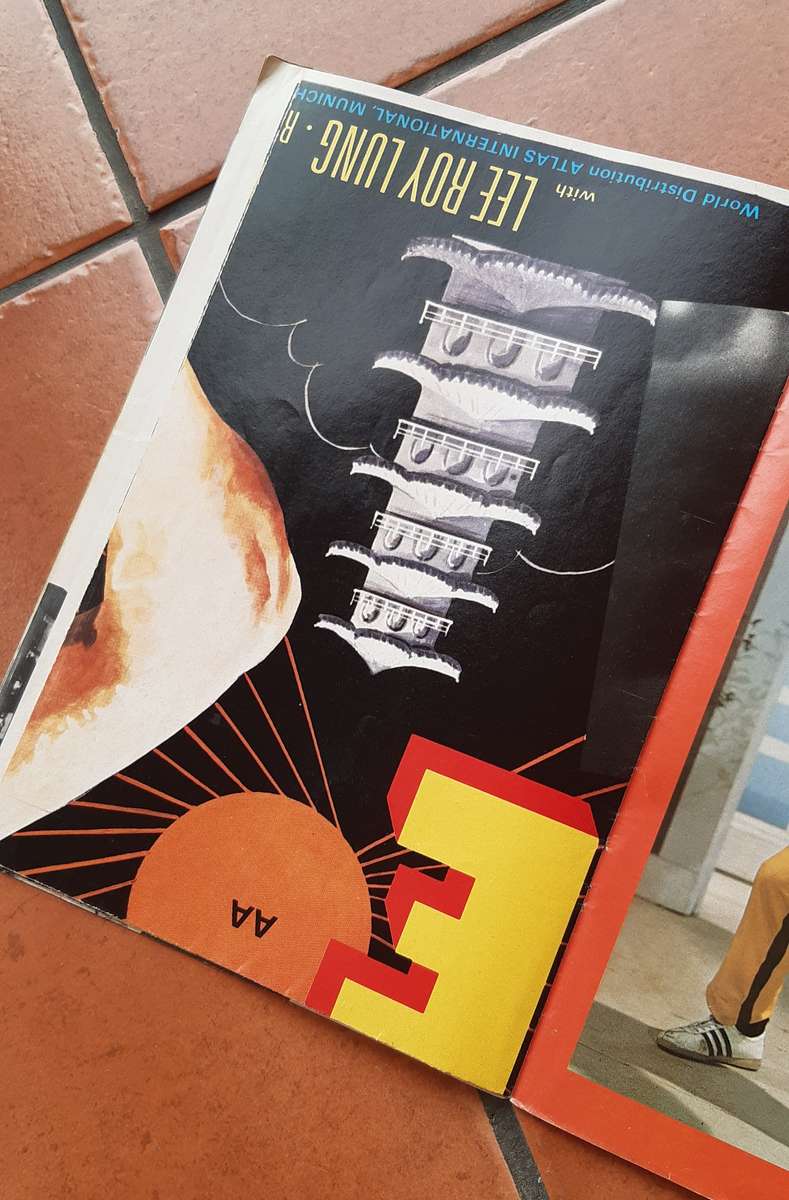 E
AA
with LEE ROY LUNG · R
World Distribution ATLAS INTERNATIONAL, MUNICH